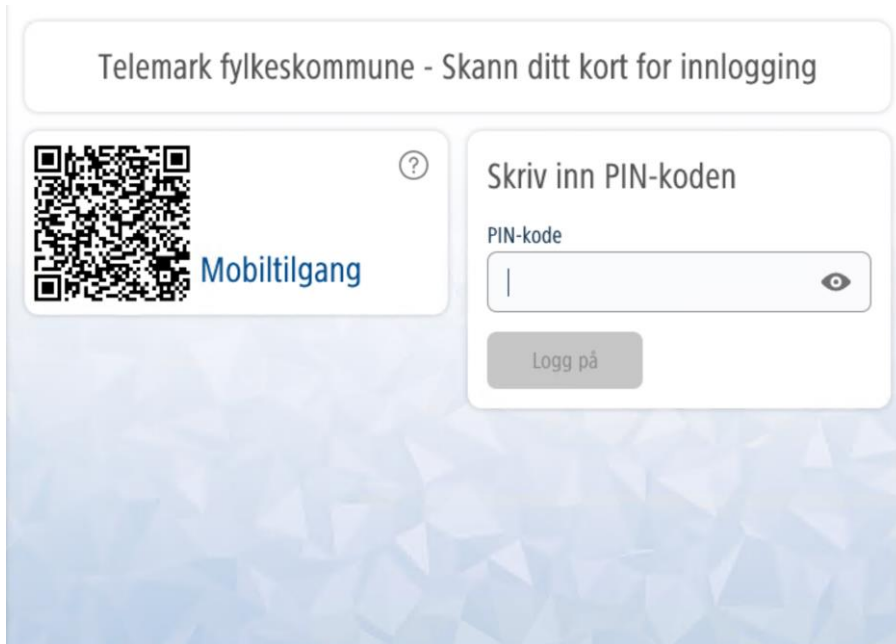 Telemark fylkeskommune - Skann ditt kort for innlogging
Mobiltilgang
Skriv inn PIN-koden
PIN-kode
Logg på